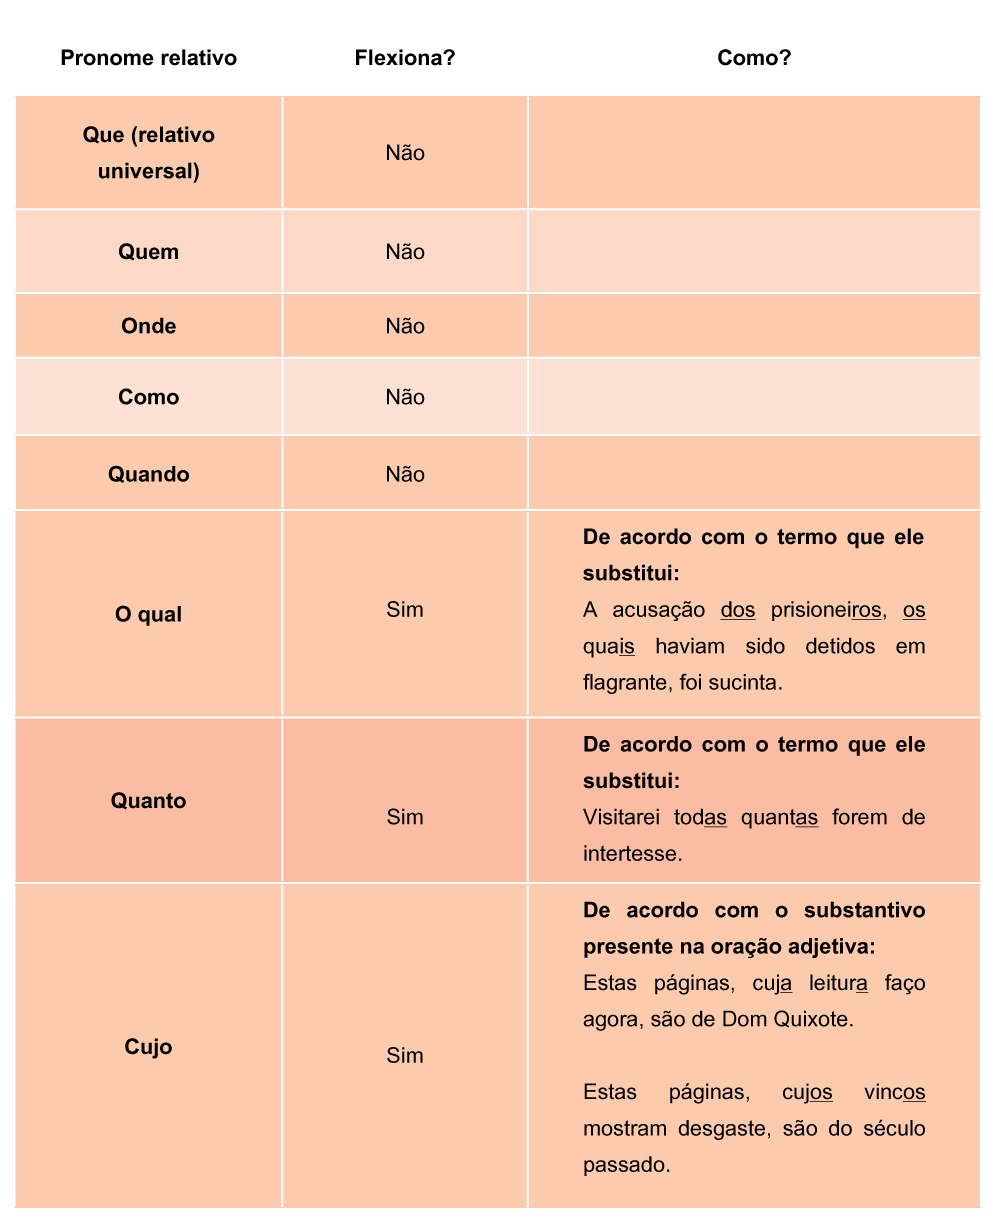 Pronome relativo Flexiona? Como?
Que (relativo
universal)
Não
Quem Não
Onde Não
Como Não
Quando Não
O qual
Sim
De acordo com o termo que ele
substitui:
A acusação dos prisioneiros, os
quais haviam sido detidos em
flagrante, foi sucinta.
Quanto
Sim
De acordo com o termo que ele
substitui:
Visitarei todas quantas forem de
intertesse.
Cujo
Sim
De acordo com o substantivo
presente na oração adjetiva:
Estas páginas, cuja leitura faço
agora, são de Dom Quixote.
Estas páginas, cujos vincos
mostram desgaste, são do século
passado.